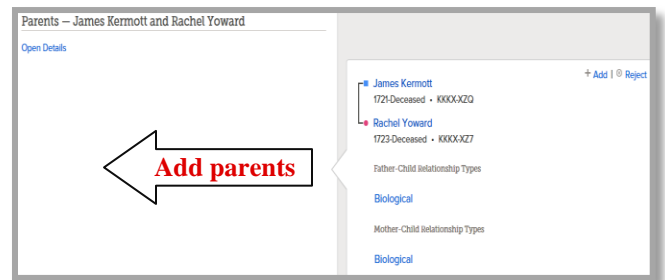 Parents – James Kermott and Rachel Yoward
Open Details
+ Add | Reject
James Kermott
1721-Deceased • KKKX-XZQ
Rachel Yoward
1723-Deceased • KKKX-XZ7
Add parents
Father-Child Relationship Types
Biological
Mother-Child Relationship Types
Biological